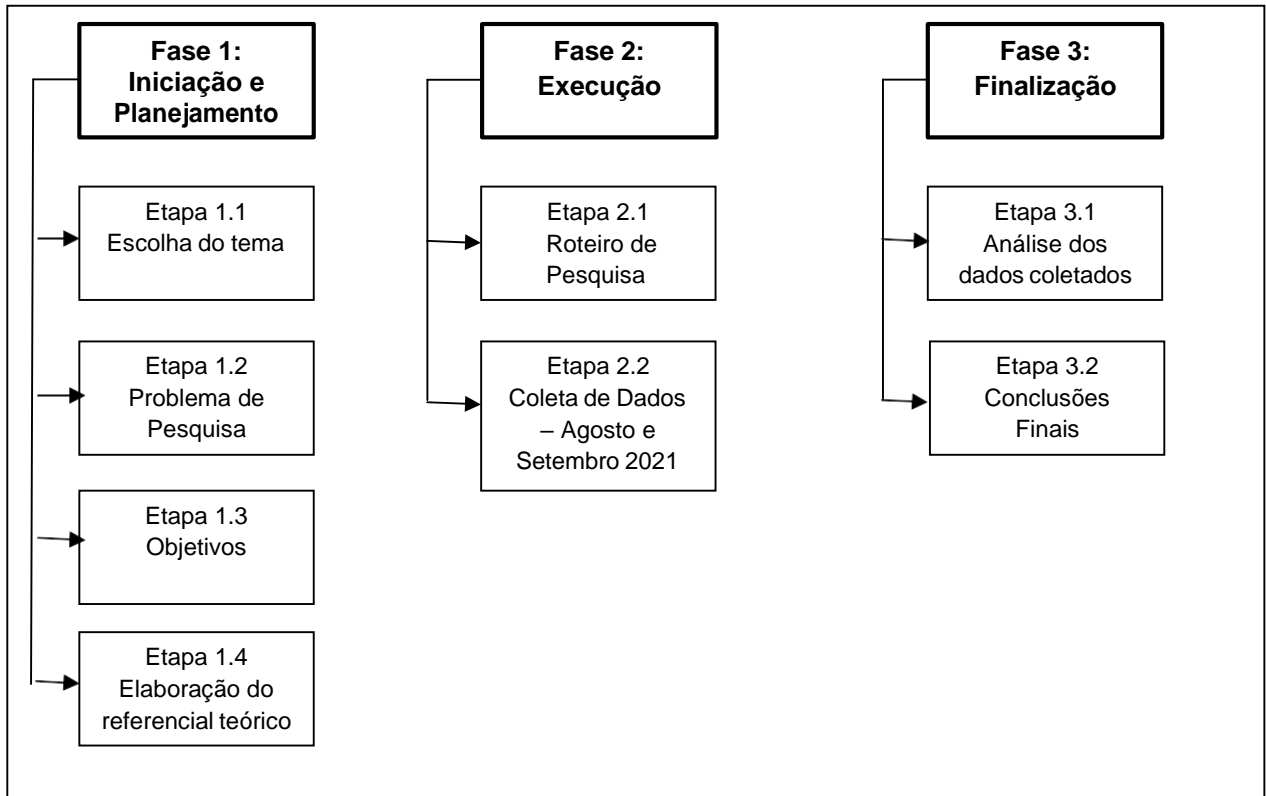 Fase 1:
Iniciação e
Planejamento
Etapa 1.1
Escolha do tema
Etapa 1.2
Problema de
Pesquisa
Etapa 1.3
Objetivos
Etapa 1.4
Elaboração do
referencial teórico
Fase 2:
Execução
Etapa 2.1
Roteiro de
Pesquisa
Etapa 2.2
Coleta de Dados
– Agosto e
Setembro 2021
Fase 3:
Finalização
Etapa 3.1
Análise dos
dados coletados
Etapa 3.2
Conclusões
Finais